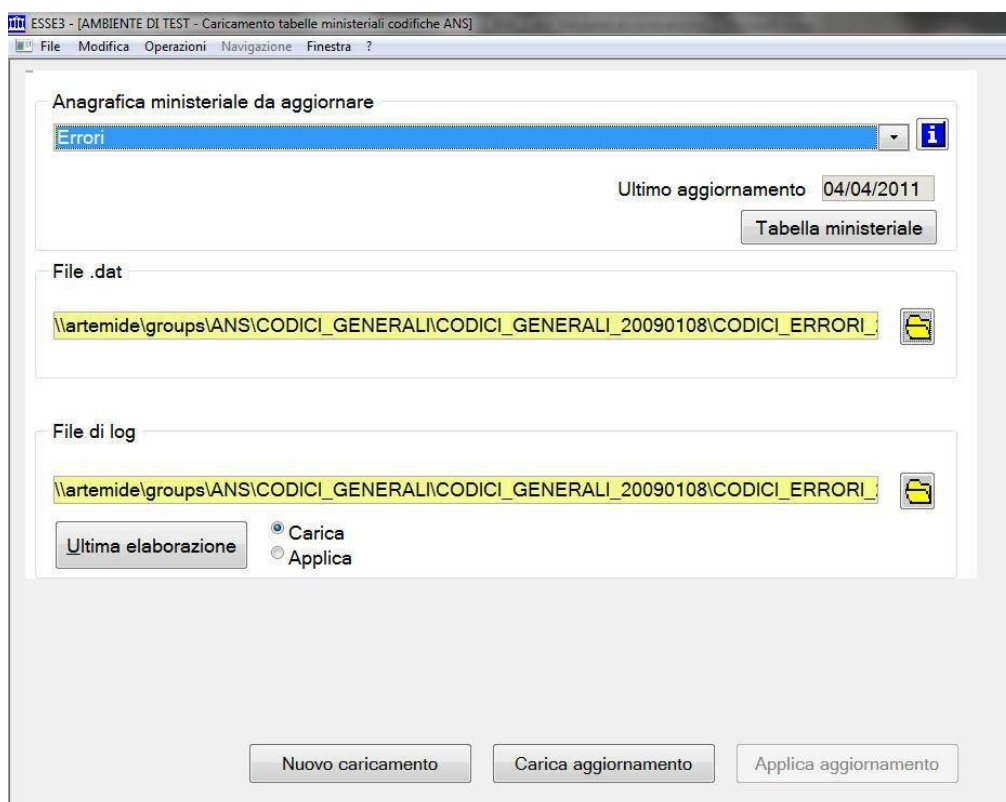 ESSE3 - [AMBIENTE DI TEST - Caricamento tabelle ministeriali codifiche ANS]
File Modifica Operazioni Navigazione Finestra ?
Anagrafica ministeriale da aggiornare
Errori
i
Ultimo aggiornamento 04/04/2011
Tabella ministeriale
File .dat
\\artemide\groups\ANS\CODICI_GENERALI\CODICI_GENERALI_20090108\CODICI_ERRORI_
File di log
\\artemide\groups\ANS\CODICI_GENERALI\CODICI_GENERALI_20090108\CODICI_ERRORI_
Ultima elaborazione
Carica
Applica
Nuovo caricamento Carica aggiornamento Applica aggiornamento